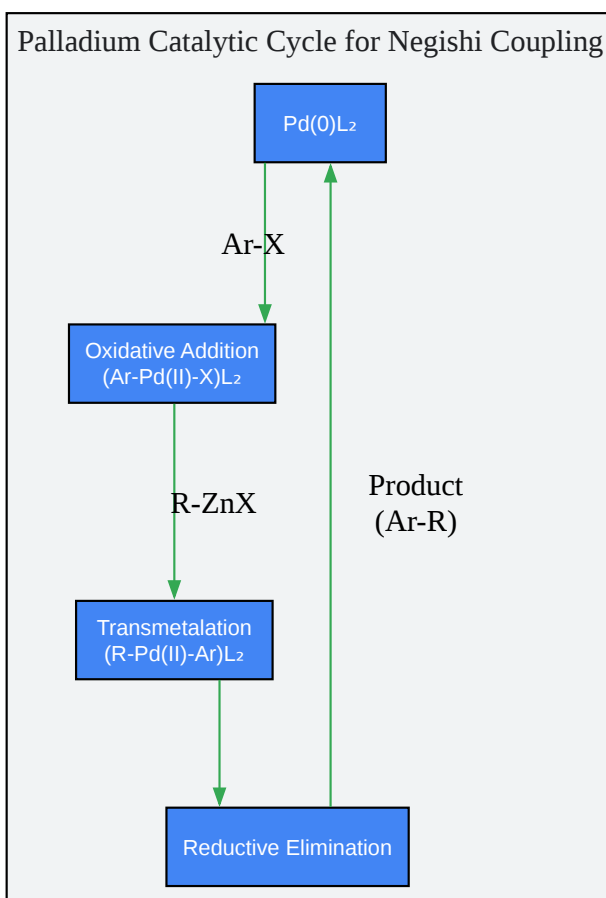 Palladium Catalytic Cycle for Negishi Coupling
Pd(0)L₂
Ar-X
Oxidative Addition
(Ar-Pd(II)-X)L₂
R-ZnX
Product
(Ar-R)
Transmetalation
(R-Pd(II)-Ar)L₂
Reductive Elimination